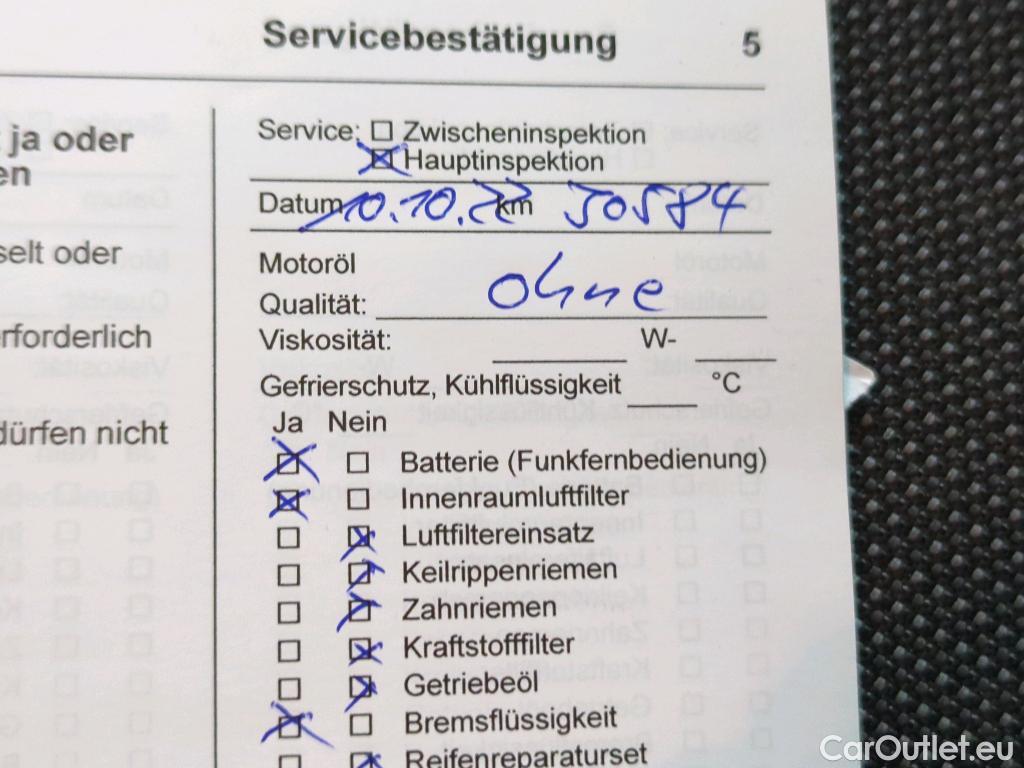 Servicebestätigung 5
ja oder
en
selt oder
erforderlich
dürfen nicht
Service: Zwischeninspektion
Hauptinspektion
Datum 10.10.22 km 50584
Motoröl
Qualität: ohne
Viskosität: W-
Gefrierschutz, Kühlflüssigkeit °C
Ja Nein
Batterie (Funkfernbedienung)
Innenraumluftfilter
Luftfiltereinsatz
Keilrippenriemen
Zahnriemen
Kraftstofffilter
Getriebeöl
Bremsflüssigkeit
Reifenreparaturset
CarOutlet.eu